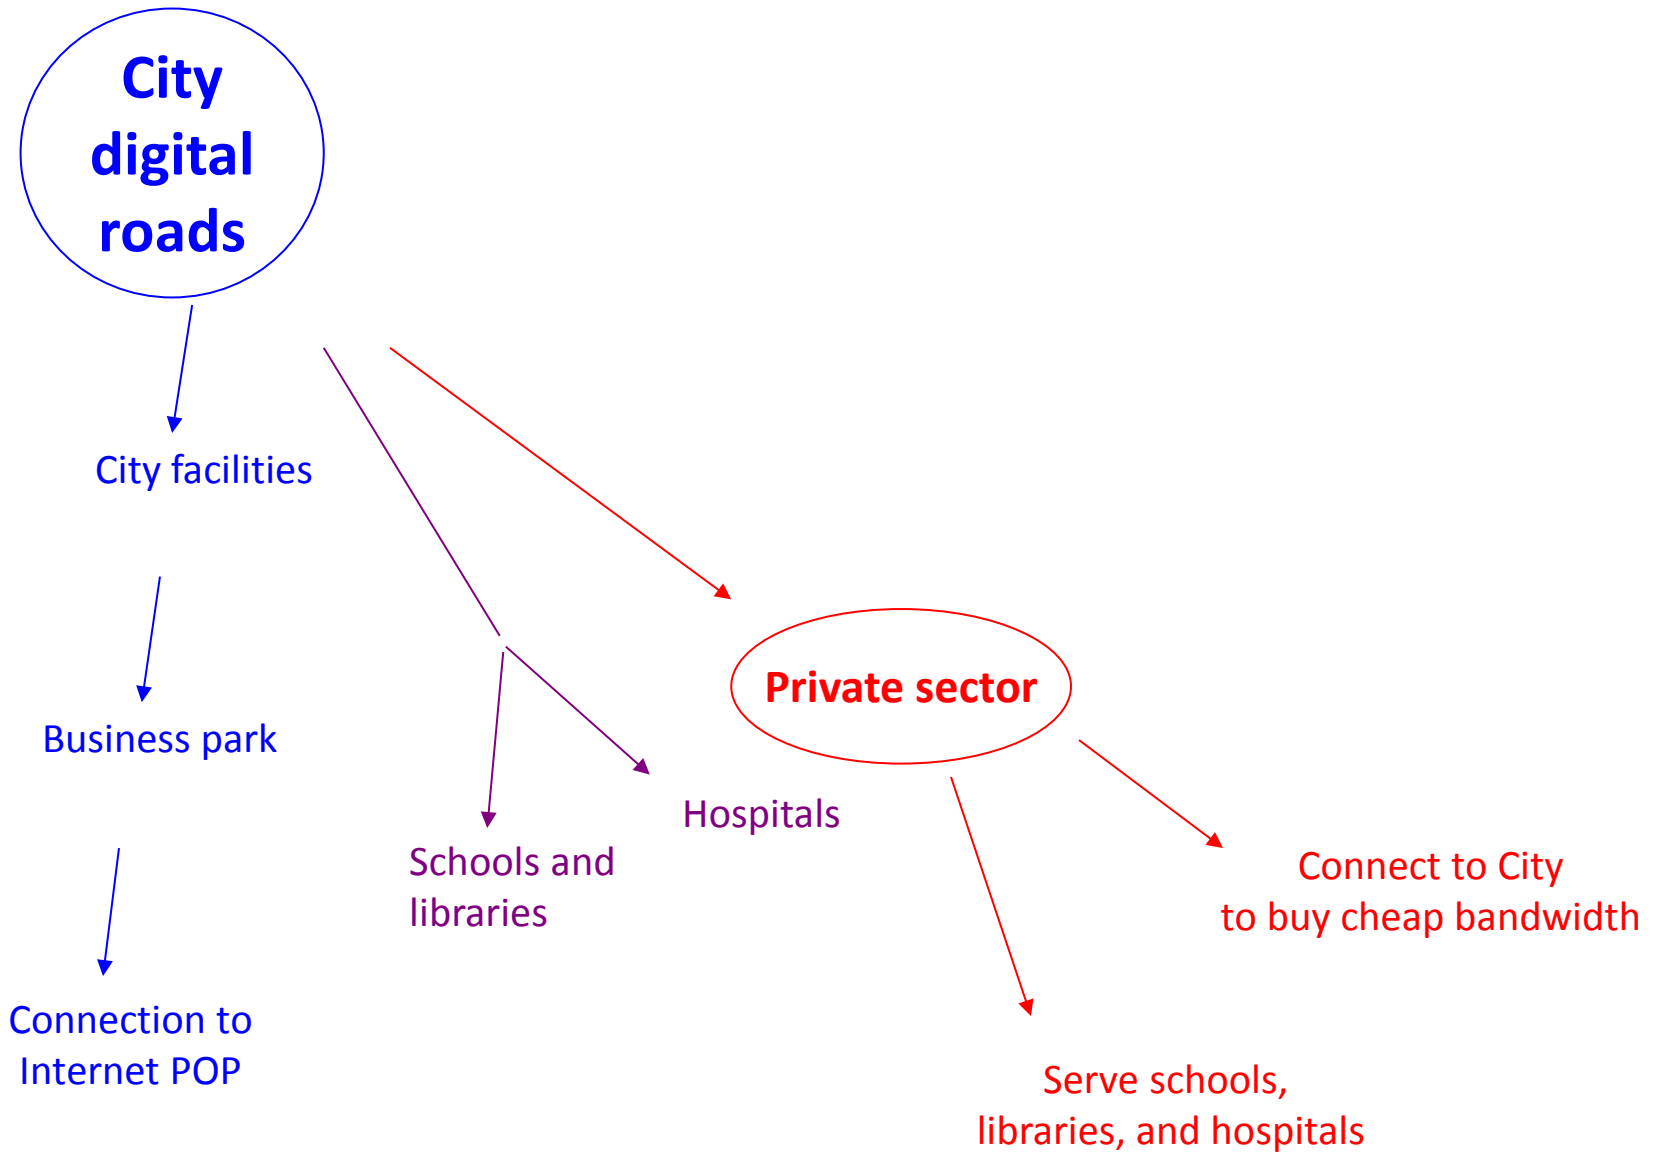 City
digital
roads
City facilities
Business park
Connection to
Internet POP
Schools and
libraries
Hospitals
Private sector
Connect to City
to buy cheap bandwidth
Serve schools,
libraries, and hospitals